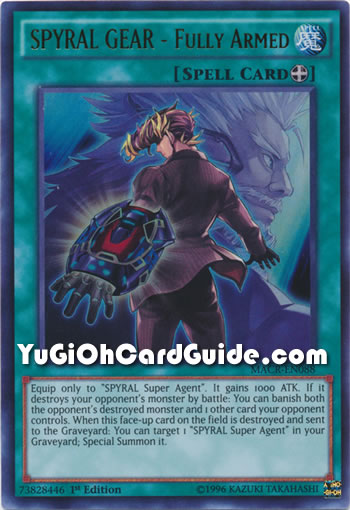 SPYRAL GEAR - FULLY ARMED
[SPELL CARD]
MACR-EN088
YuGiOhCardGuide.com
Equip only to "SPYRAL Super Agent". It gains 1000 ATK. If it
destroys your opponent's monster by battle: You can banish both
the opponent's destroyed monster and 1 other card your opponent
controls. When this face-up card on the field is destroyed and sent
to the Graveyard: You can target 1 "SPYRAL Super Agent" in your
Graveyard; Special Summon it.
73828446 1st Edition ©1996 KAZUKI TAKAHASHI